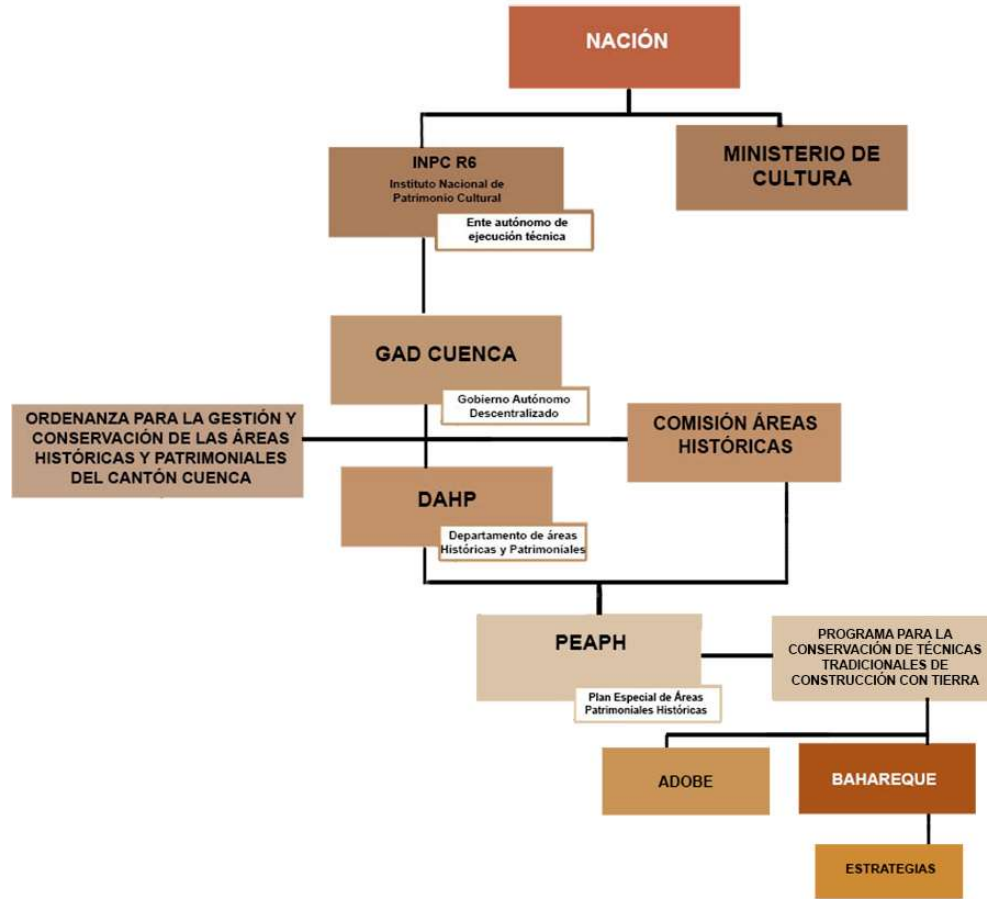 NACIÓN
INPC R6
Instituto Nacional de
Patrimonio Cultural
Ente autónomo de
ejecución técnica
MINISTERIO DE
CULTURA
GAD CUENCA
Gobierno Autónomo
Descentralizado
ORDENANZA PARA LA GESTIÓN Y
CONSERVACIÓN DE LAS ÁREAS
HISTÓRICAS Y PATRIMONIALES
DEL CANTÓN CUENCA
COMISIÓN ÁREAS
HISTÓRICAS
DAHP
Departamento de áreas
Históricas y Patrimoniales
PEAPH
Plan Especial de Áreas
Patrimoniales Históricas
PROGRAMA PARA LA
CONSERVACIÓN DE TÉCNICAS
TRADICIONALES DE
CONSTRUCCIÓN CON TIERRA
ADOBE
BAHAREQUE
ESTRATEGIAS